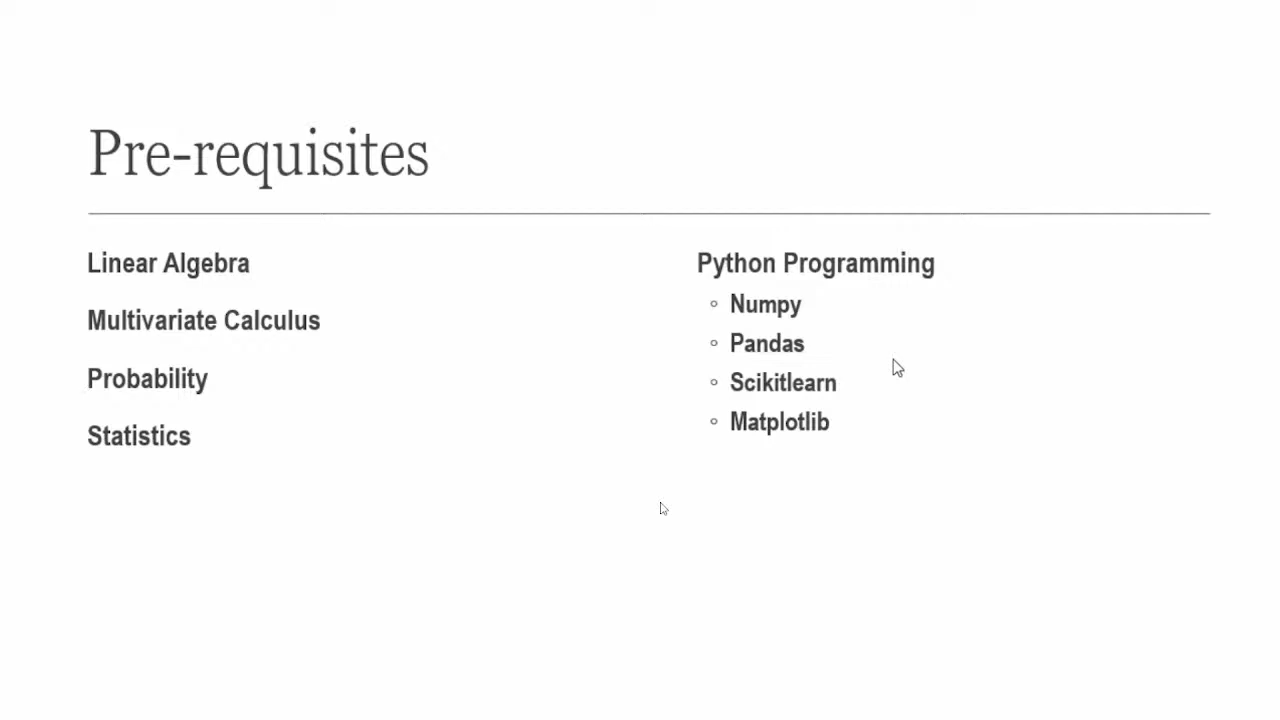 Pre-requisites
Linear Algebra
Multivariate Calculus
Probability
Statistics
Python Programming
Numpy
Pandas
Scikitlearn
Matplotlib